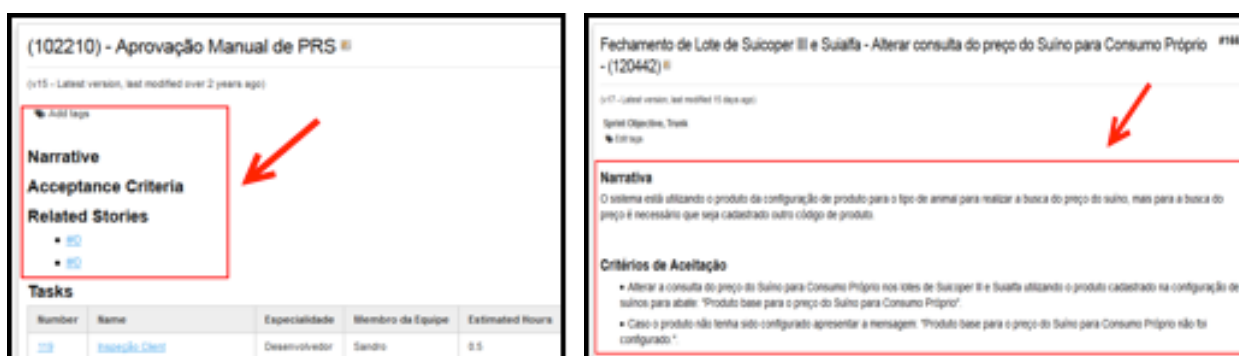 (102210) - Aprovação Manual de PRS
(v15 - Latest version, last modified over 2 years ago)
Add tags
Narrative
Acceptance Criteria
Related Stories
#0
#0
Tasks
Number Name Especialidade Membro da Equipe Estimated Hours
Inspeção Client Desenvolvedor Sandro 0.5
Fechamento de Lote de Suicoper III e Suialfa - Alterar consulta do preço do Suíno para Consumo Próprio
- (120442)
(v17 - Latest version, last modified 15 days ago)
Sprint Objective, Trunk
Edit tags
Narrativa
O sistema está utilizando o produto da configuração de produto para o tipo de animal para realizar a busca do preço do suíno, mas para a busca do
preço é necessário que seja cadastrado outro código de produto.
Critérios de Aceitação
• Alterar a consulta do preço do Suíno para Consumo Próprio nos lotes de Suicoper III e Suialfa utilizando o produto cadastrado na configuração de
suínos para abate: "Produto base para o preço do Suíno para Consumo Próprio".
• Caso o produto não tenha sido configurado apresentar a mensagem: "Produto base para o preço do Suíno para Consumo Próprio não foi
configurado."